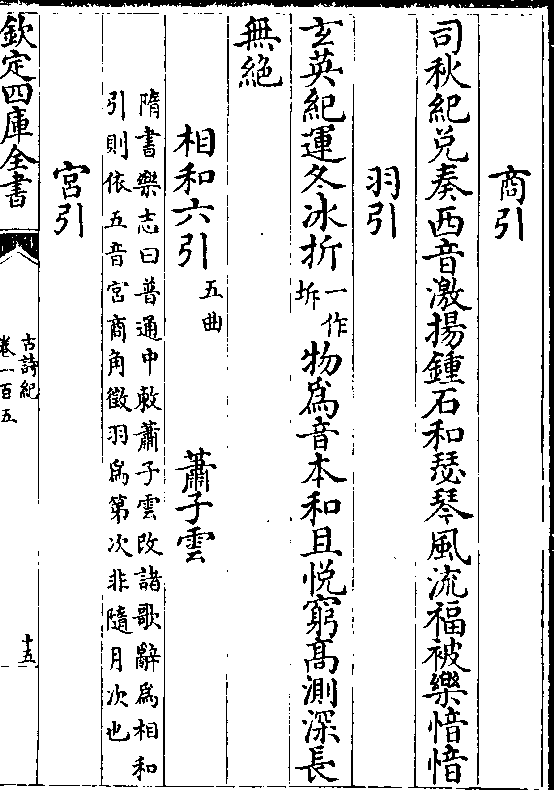 商引
司秋紀兌奏西音激揚鍾石和瑟琴風流福被樂愔愔
羽引
玄英紀運冬冰折一作坼物為音本和且悅窮髙測深長
無絶
相和六引五曲 蕭子雲
隋書樂志曰普通中敕蕭子雲改諸歌辭為相和
引則依五音宮商角徵羽為第次非隨月次也
宮引
欽定四庫全書
古詩紀
卷一百五
十五